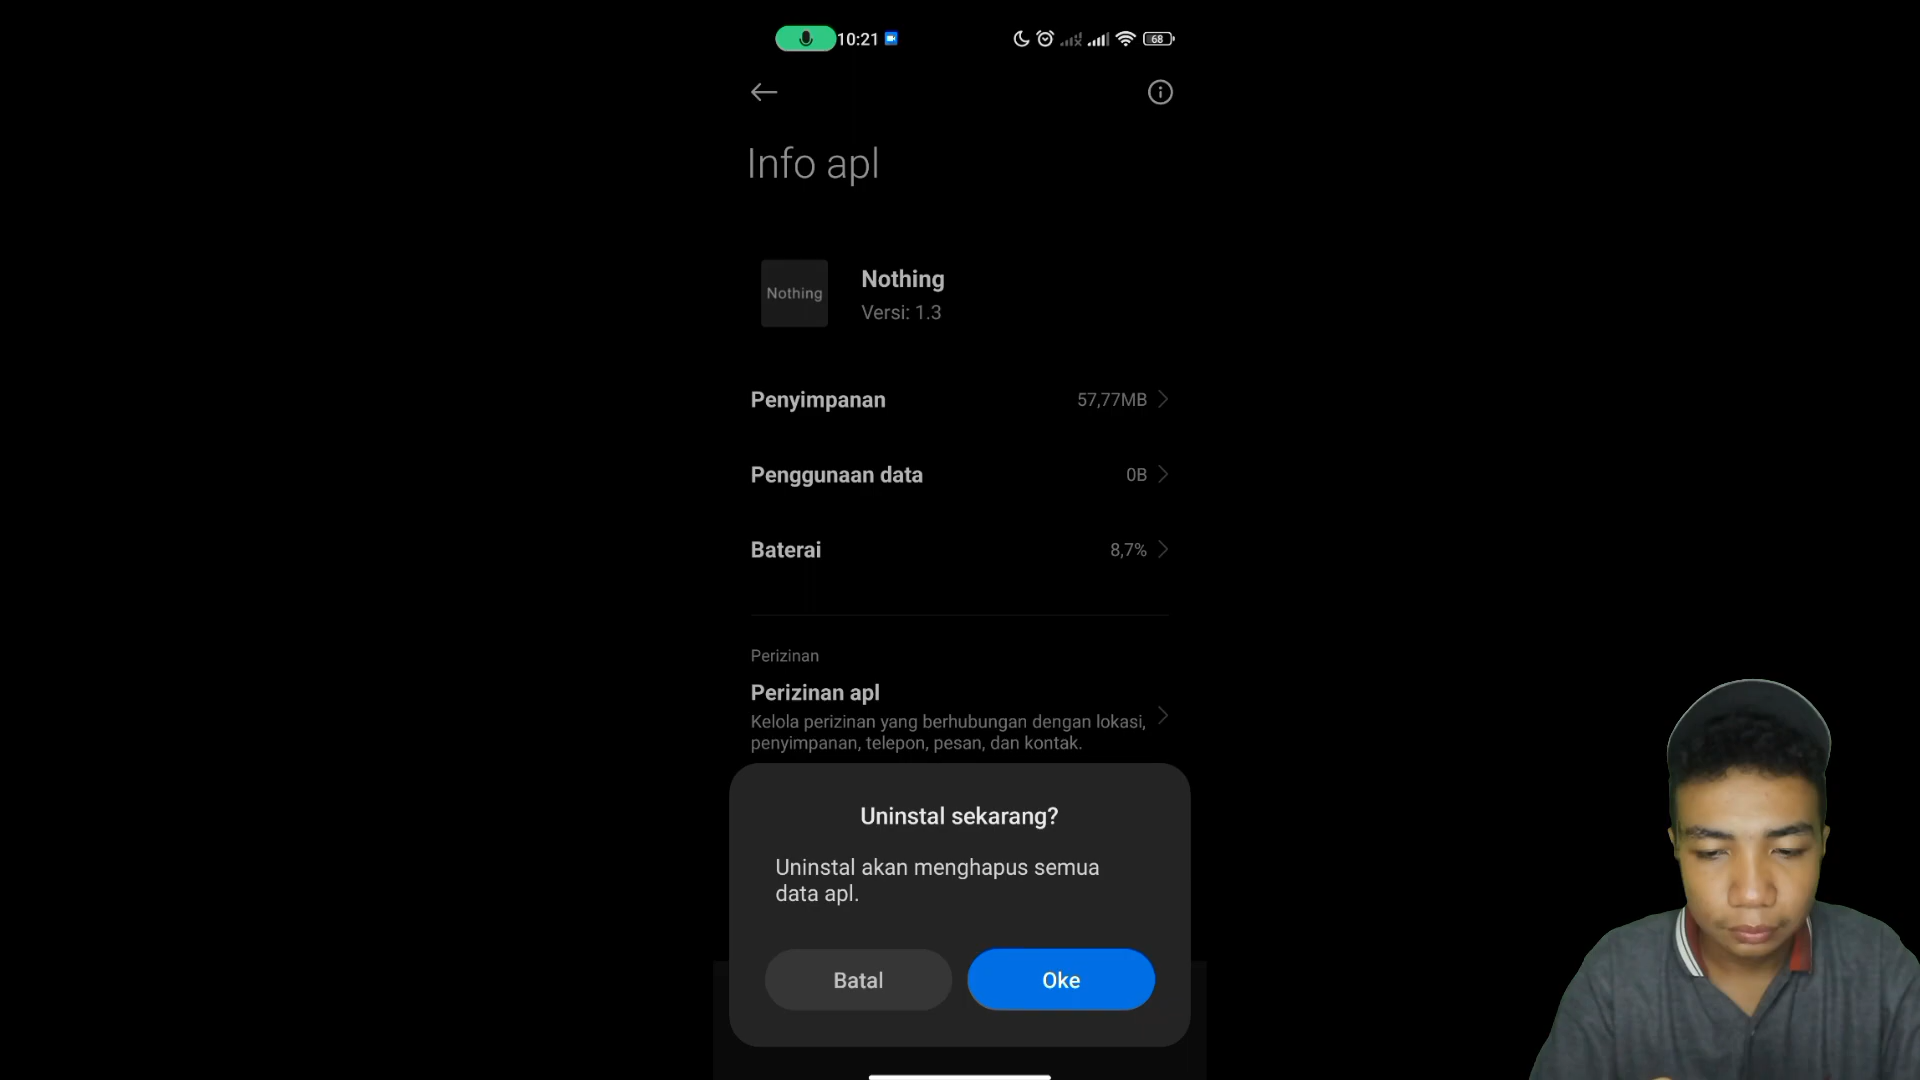 10:21
68
Info apl
Nothing
Nothing
Versi: 1.3
Penyimpanan 57,77MB
Penggunaan data 0B
Baterai 8,7%
Perizinan
Perizinan apl
Kelola perizinan yang berhubungan dengan lokasi,
penyimpanan, telepon, pesan, dan kontak.
Uninstal sekarang?
Uninstal akan menghapus semua
data apl.
Batal Oke